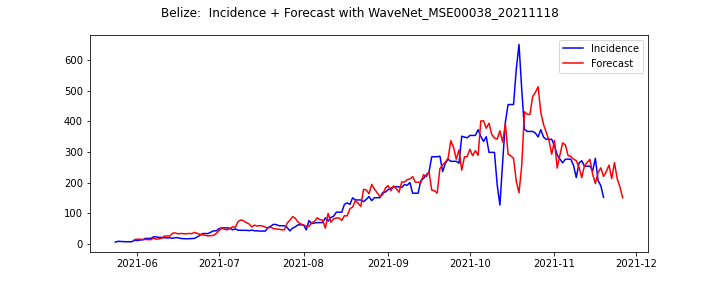 Belize:  Incidence + Forecast with WaveNet_MSE00038_20211118
Incidence
Forecast
600
500
400
300
200
100
0
2021-06 2021-07 2021-08 2021-09 2021-10 2021-11 2021-12